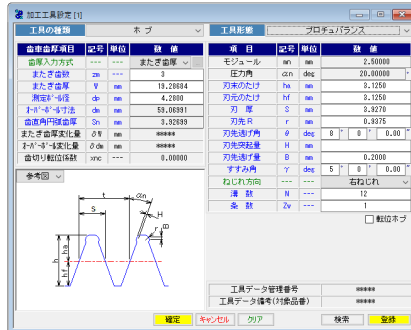 加工工具設定 [1]
工具の種類 ホ ブ
工具形態 プロチュバランス
歯車歯厚項目 記号 単位 数 値
歯厚入力方式 --- --- またぎ歯厚 ...
またぎ歯数 zm --- 3
またぎ歯厚 W mm 19.20684
測定ボール径 dp mm 4.2000
オーバーボール寸法 dm mm 59.06991
歯直角円弧歯厚 Sn mm 3.92699
またぎ歯厚変化量 ∂W mm *****
オーバーボール変化量 ∂dm mm *****
歯切り転位係数 xnc --- 0.00000
項 目 記号 単位 数 値
モジュール mn mm 2.50000
圧力角 αn deg 20.00000
刃末のたけ ha mm 3.1250
刃元のたけ hf mm 3.1250
刃 厚 S mm 3.9270
刃先R r mm 0.9375
刃先逃げ角 θ deg 8 ° 0 ' 0.00 "
刃先突起量 H mm
刃先逃げ量 B mm 0.2000
すすみ角 γ deg 5 ° 0 ' 0.00 "
ねじれ方向 --- --- 右ねじれ
溝 数 N --- 12
条 数 Zw --- 1
転位ホブ
参考図
t αn
S H
r B
h ha
hf
工具データ管理番号 *****
工具データ備考(対象品番) *****
確定 キャンセル クリア 検索 登録